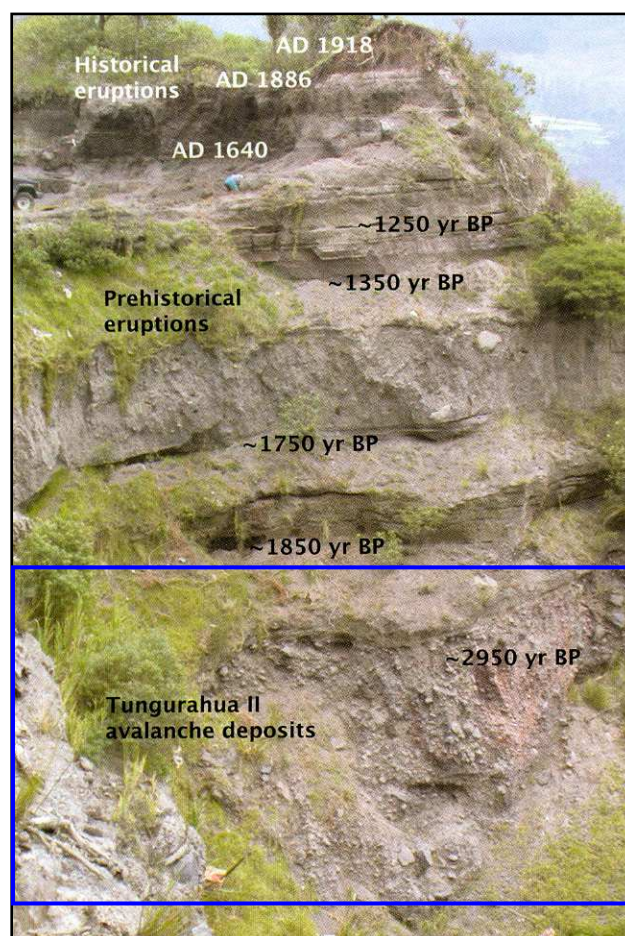 AD 1918
Historical
eruptions
AD 1886
AD 1640
~1250 yr BP
~1350 yr BP
Prehistorical
eruptions
~1750 yr BP
~1850 yr BP
~2950 yr BP
Tungurahua II
avalanche deposits